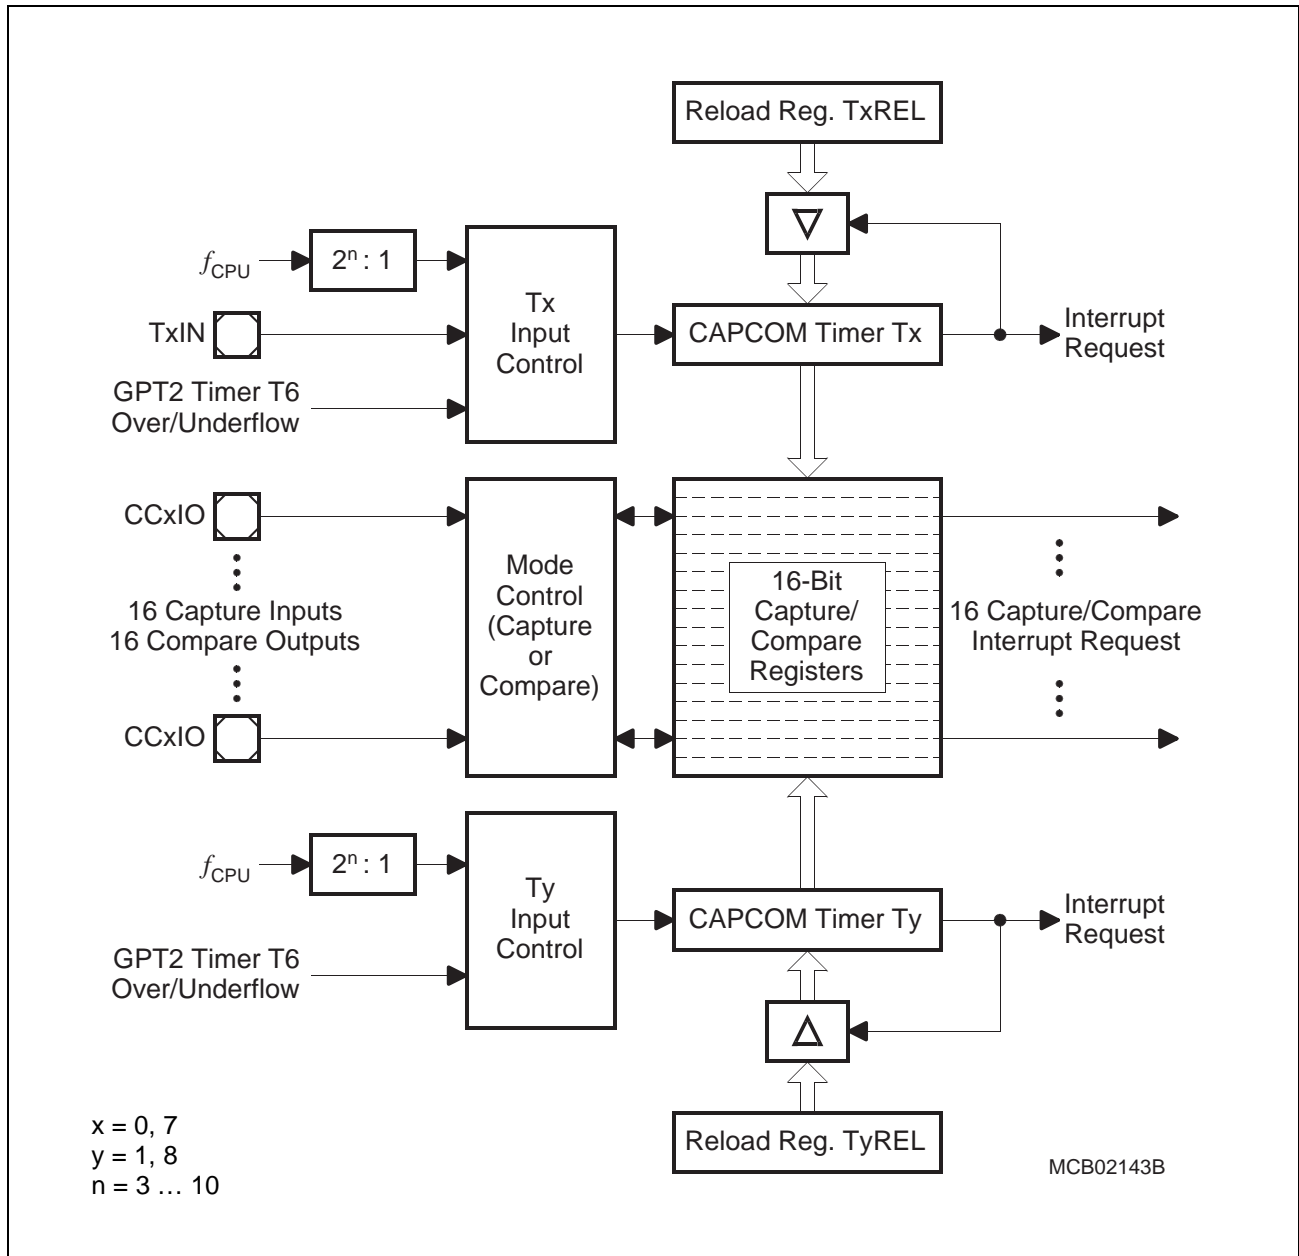 Reload Reg. TxREL
fCPU
2ⁿ : 1
Tx
Input
Control
TxIN
CAPCOM Timer Tx
Interrupt
Request
GPT2 Timer T6
Over/Underflow
CCxIO
16 Capture Inputs
16 Compare Outputs
CCxIO
Mode
Control
(Capture
or
Compare)
16-Bit
Capture/
Compare
Registers
16 Capture/Compare
Interrupt Request
fCPU
2ⁿ : 1
Ty
Input
Control
GPT2 Timer T6
Over/Underflow
CAPCOM Timer Ty
Interrupt
Request
Reload Reg. TyREL
x = 0, 7
y = 1, 8
n = 3 … 10
MCB02143B